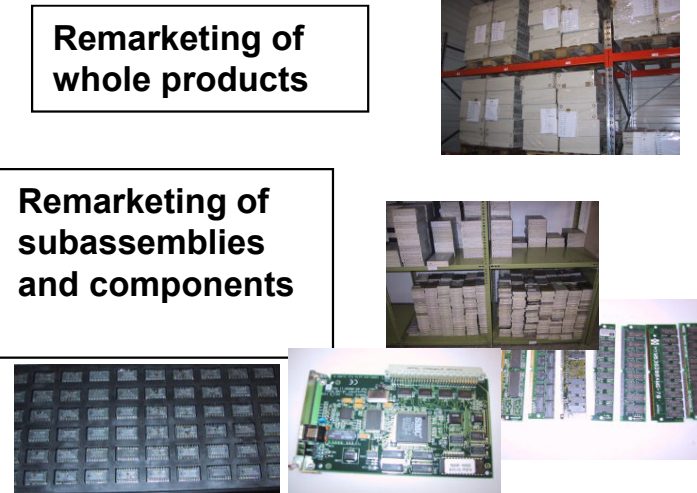 Remarketing of
whole products
Remarketing of
subassemblies
and components